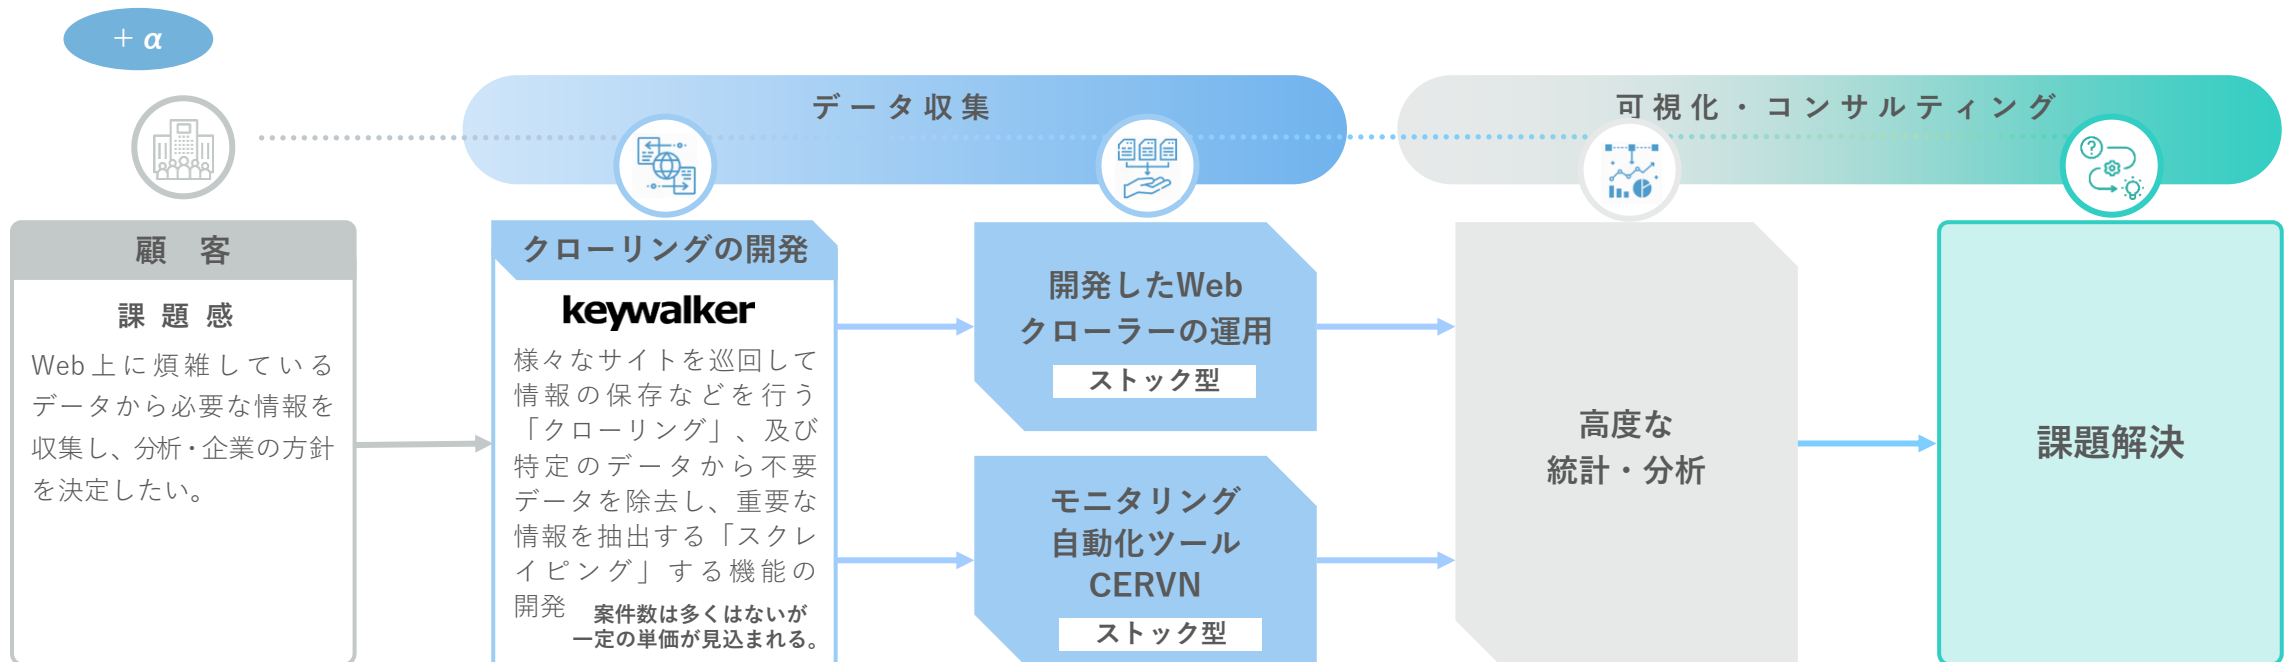 + α
データ収集
可視化・コンサルティング
顧 客
課題感
Web上に煩雑している
データから必要な情報を
収集し、分析・企業の方針
を決定したい。
クローリングの開発
keywalker
様々なサイトを巡回して
情報の保存などを行う
「クローリング」、及び
特定のデータから不要
データを除去し、重要な
情報を抽出する「スクレ
イピング」する機能の
開発
案件数は多くはないが
一定の単価が見込まれる。
開発したWeb
クローラーの運用
ストック型
モニタリング
自動化ツール
CERVN
ストック型
高度な
統計・分析
課題解決